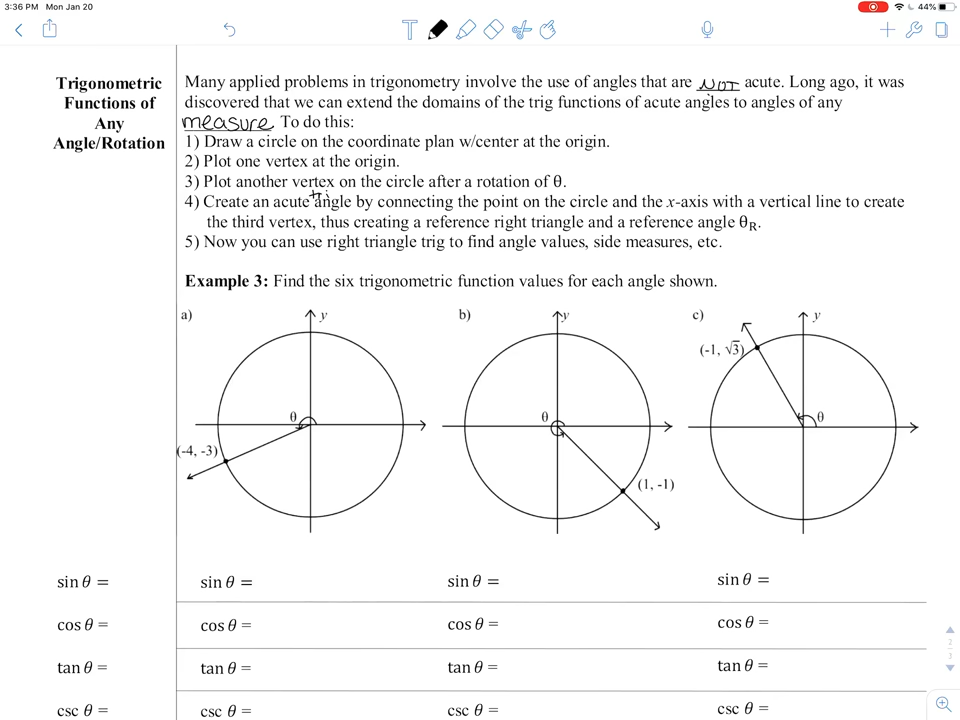 3:36 PM Mon Jan 20
44%
Trigonometric
Functions of
Any
Angle/Rotation
Many applied problems in trigonometry involve the use of angles that are NOT acute. Long ago, it was
discovered that we can extend the domains of the trig functions of acute angles to angles of any
measure. To do this:
1) Draw a circle on the coordinate plan w/center at the origin.
2) Plot one vertex at the origin.
3) Plot another vertex on the circle after a rotation of θ.
tri
4) Create an acute angle by connecting the point on the circle and the x-axis with a vertical line to create
the third vertex, thus creating a reference right triangle and a reference angle θR.
5) Now you can use right triangle trig to find angle values, side measures, etc.
Example 3: Find the six trigonometric function values for each angle shown.
a)
y
θ
(-4, -3)
b)
y
θ
(1, -1)
c)
y
(-1, √3)
θ
sin θ =
sin θ =
sin θ =
sin θ =
cos θ =
cos θ =
cos θ =
cos θ =
tan θ =
tan θ =
tan θ =
tan θ =
csc θ =
csc θ =
csc θ =
csc θ =
2
3